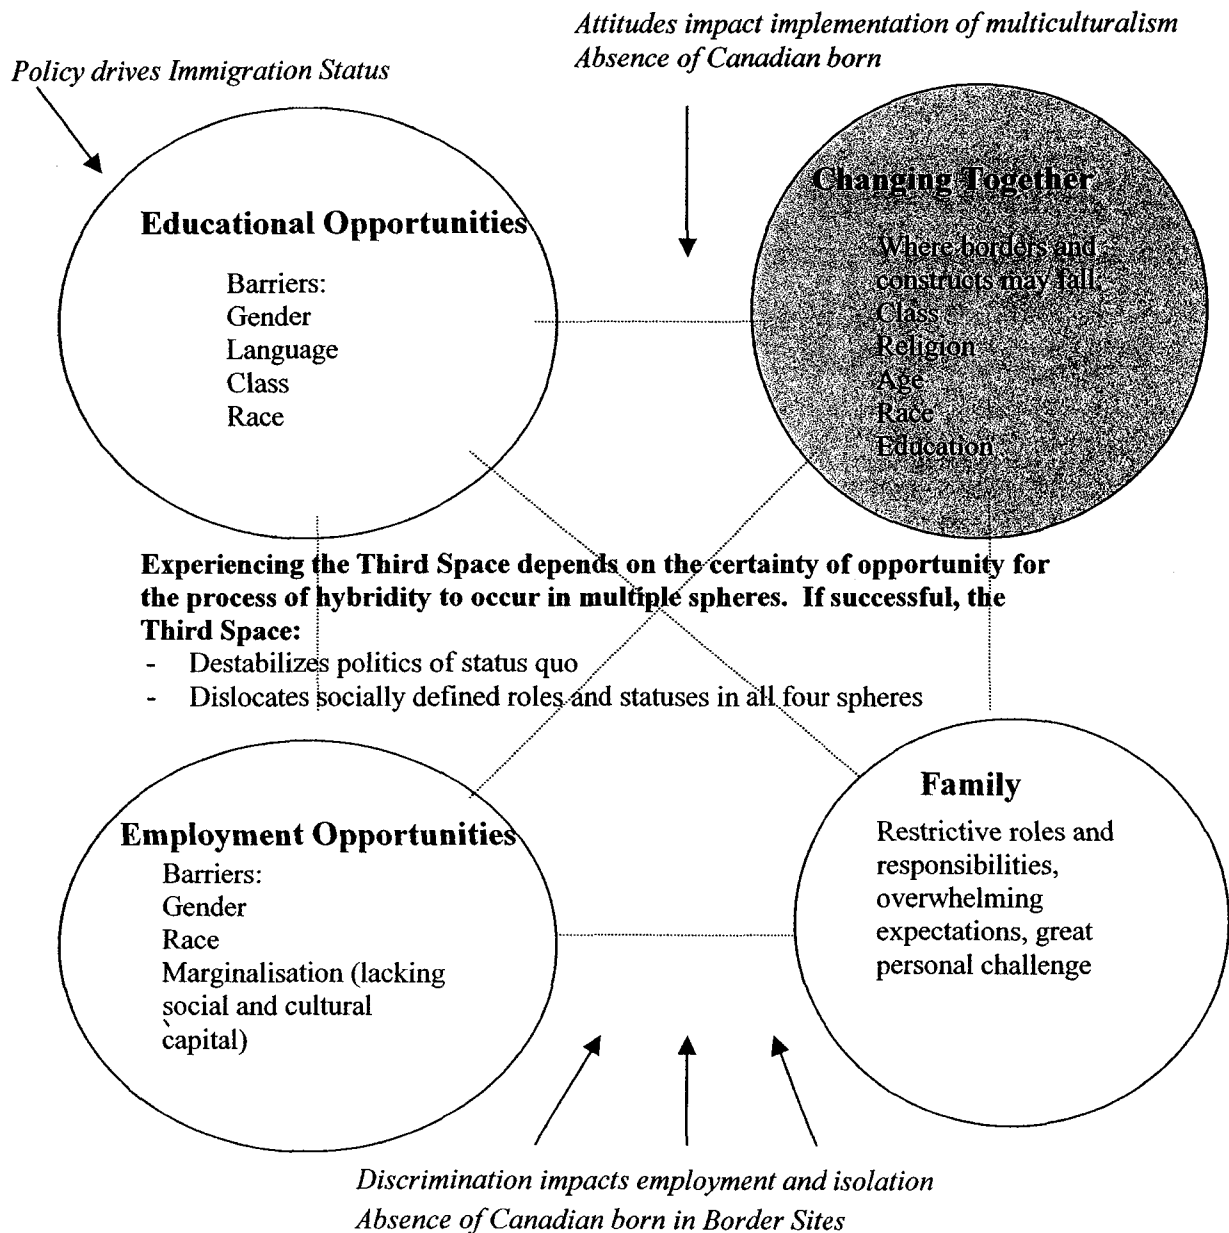 Attitudes impact implementation of multiculturalism
Absence of Canadian born
Policy drives Immigration Status
Educational Opportunities
Barriers:
Gender
Language
Class
Race
Changing Together
Where borders and
constructs may fall.
Class
Religion
Age
Race
Education
Experiencing the Third Space depends on the certainty of opportunity for
the process of hybridity to occur in multiple spheres. If successful, the
Third Space:
- Destabilizes politics of status quo
- Dislocates socially defined roles and statuses in all four spheres
Employment Opportunities
Barriers:
Gender
Race
Marginalisation (lacking
social and cultural
capital)
Family
Restrictive roles and
responsibilities,
overwhelming
expectations, great
personal challenge
Discrimination impacts employment and isolation
Absence of Canadian born in Border Sites